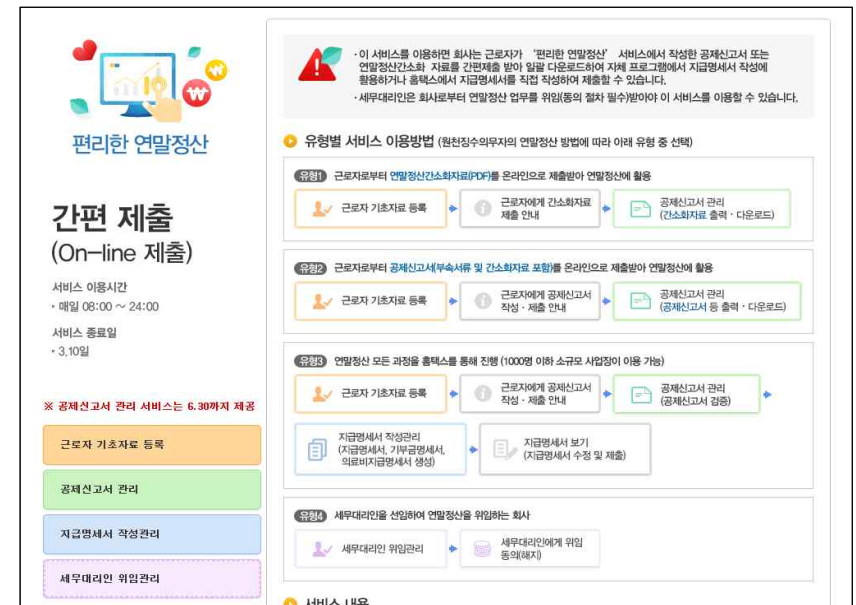 편리한 연말정산
간편 제출
(On-line 제출)
서비스 이용시간
• 매일 08:00 ~ 24:00
서비스 종료일
• 3.10일
※ 공제신고서 관리 서비스는 6.30까지 제공
근로자 기초자료 등록
공제신고서 관리
지급명세서 작성관리
세무대리인 위임관리
· 이 서비스를 이용하면 회사는 근로자가 ‘편리한 연말정산’ 서비스에서 작성한 공제신고서 또는
연말정산간소화 자료를 간편제출 받아 일괄 다운로드하여 자체 프로그램에서 지급명세서 작성에
활용하거나 홈택스에서 지급명세서를 직접 작성하여 제출할 수 있습니다.
· 세무대리인은 회사로부터 연말정산 업무를 위임(동의 절차 필수)받아야 이 서비스를 이용할 수 있습니다.
유형별 서비스 이용방법 (원천징수의무자의 연말정산 방법에 따라 아래 유형 중 선택)
유형1 근로자로부터 연말정산간소화자료(PDF)를 온라인으로 제출받아 연말정산에 활용
근로자 기초자료 등록
근로자에게 간소화자료
제출 안내
공제신고서 관리
(간소화자료 출력 · 다운로드)
유형2 근로자로부터 공제신고서(부속서류 및 간소화자료 포함)를 온라인으로 제출받아 연말정산에 활용
근로자 기초자료 등록
근로자에게 공제신고서
작성 · 제출 안내
공제신고서 관리
(공제신고서 등 출력 · 다운로드)
유형3 연말정산 모든 과정을 홈택스를 통해 진행 (1000명 이하 소규모 사업장이 이용 가능)
근로자 기초자료 등록
근로자에게 공제신고서
작성 · 제출 안내
공제신고서 관리
(공제신고서 검증)
지급명세서 작성관리
(지급명세서, 기부금명세서,
의료비지급명세서 생성)
지급명세서 보기
(지급명세서 수정 및 제출)
유형4 세무대리인을 선임하여 연말정산을 위임하는 회사
세무대리인 위임관리
세무대리인에게 위임
동의(해지)
서비스 내용